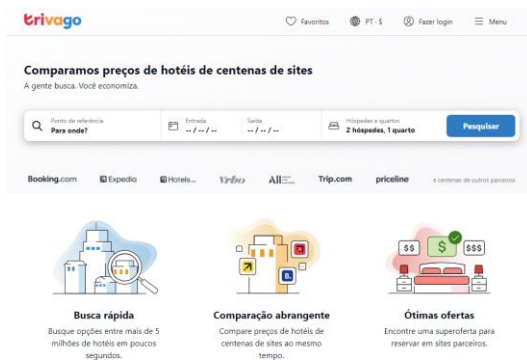 trivago
Favoritos
PT - $
Fazer login
Menu
Comparamos preços de hotéis de centenas de sites
A gente busca. Você economiza.
Ponto de referência
Para onde?
Entrada
-- / -- / --
Saída
-- / -- / --
Hóspedes e quartos
2 hóspedes, 1 quarto
Pesquisar
Booking.com
Expedia
Hotels...
Vrbo
All
Trip.com
priceline
e centenas de outros parceiros
B.
$$
$
$$$
Busca rápida
Busque opções entre mais de 5
milhões de hotéis em poucos
segundos.
Comparação abrangente
Compare preços de hotéis de
centenas de sites ao mesmo
tempo.
Ótimas ofertas
Encontre uma superoferta para
reservar em sites parceiros.